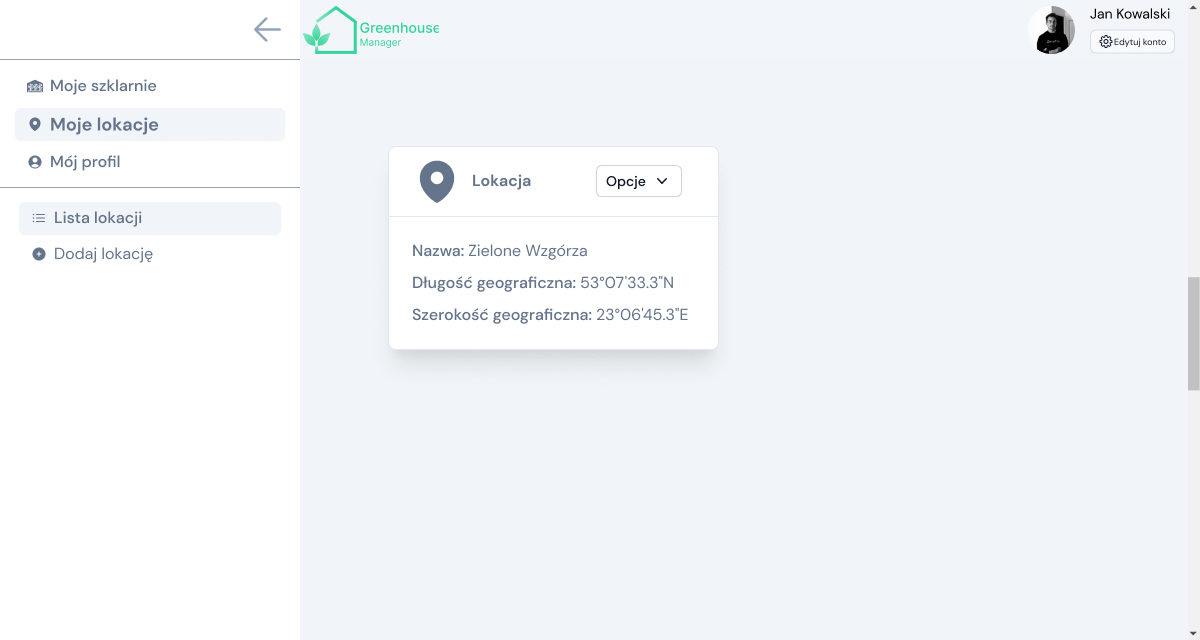 Greenhouse
Manager
Jan Kowalski
Edytuj konto
Moje szklarnie
Moje lokacje
Mój profil
Lista lokacji
Dodaj lokację
Lokacja
Opcje
Nazwa: Zielone Wzgórza
Długość geograficzna: 53°07'33.3"N
Szerokość geograficzna: 23°06'45.3"E